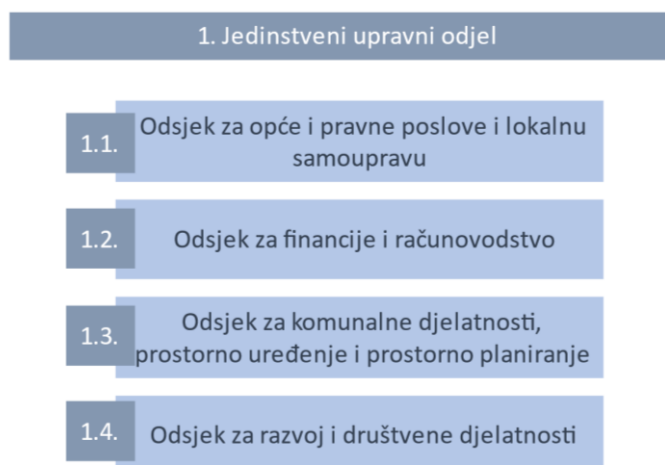 1. Jedinstveni upravni odjel
1.1.
Odsjek za opće i pravne poslove i lokalnu
samoupravu
1.2.
Odsjek za financije i računovodstvo
1.3.
Odsjek za komunalne djelatnosti,
prostorno uređenje i prostorno planiranje
1.4.
Odsjek za razvoj i društvene djelatnosti